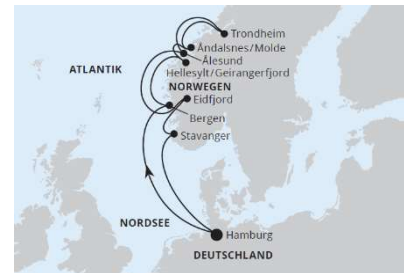 Trondheim
Åndalsnes/Molde
Ålesund
ATLANTIK
Hellesylt/Geirangerfjord
NORWEGEN
Eidfjord
Bergen
Stavanger
NORDSEE
Hamburg
DEUTSCHLAND